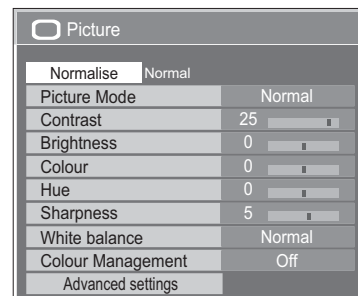 Picture
Normalise Normal
Picture Mode Normal
Contrast 25
Brightness 0
Colour 0
Hue 0
Sharpness 5
White balance Normal
Colour Management Off
Advanced settings